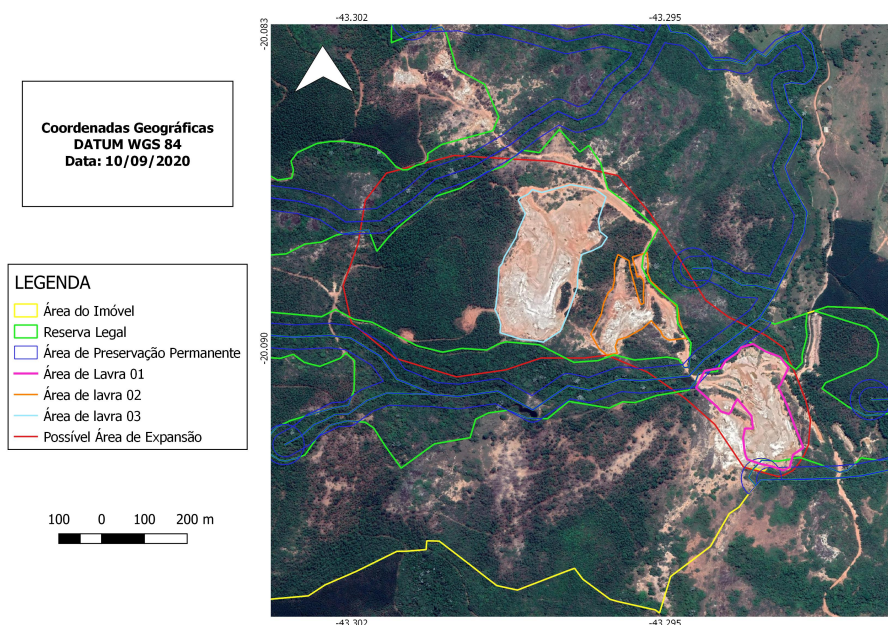 -43.302
-43.295
-20.083
Coordenadas Geográficas
DATUM WGS 84
Data: 10/09/2020
LEGENDA
Área do Imóvel
Reserva Legal
Área de Preservação Permanente
Área de Lavra 01
Área de lavra 02
Área de lavra 03
Possível Área de Expansão
-20.090
100 0 100 200 m
-43.302
-43.295